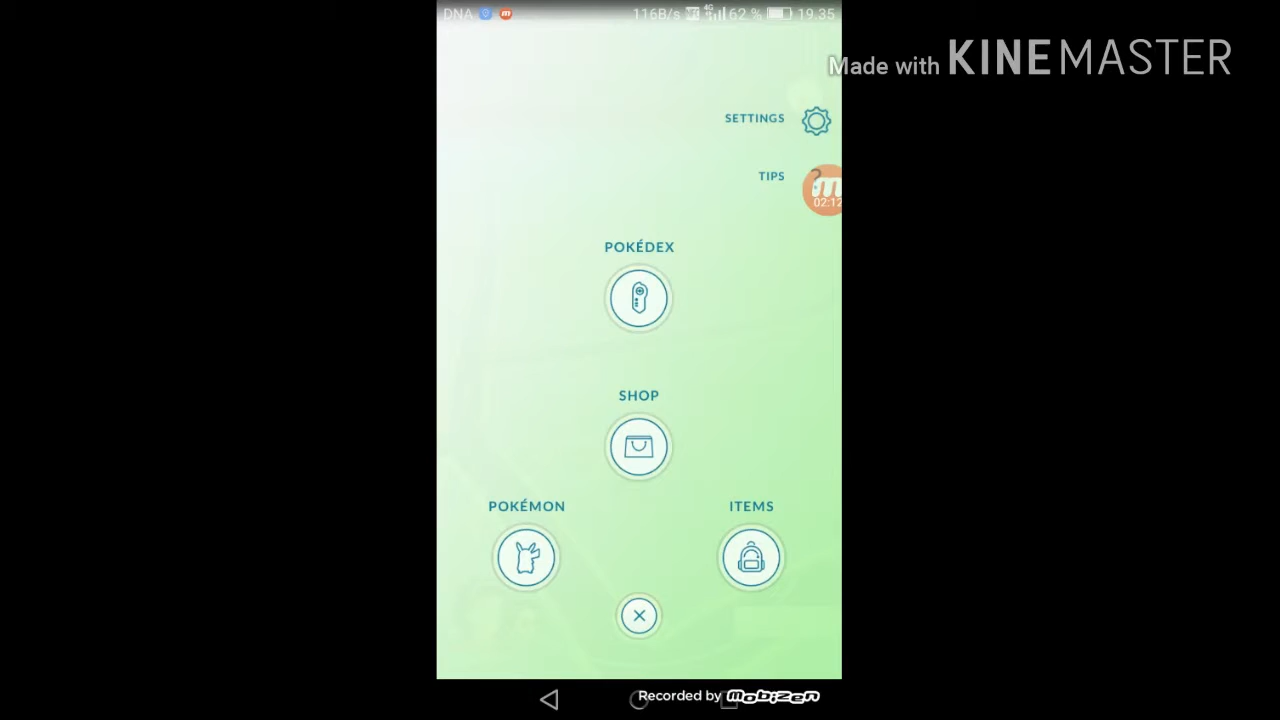 DNA m 116B/s 4G 62 % 19.35
Made with KINEMASTER
SETTINGS
TIPS
?
m
02:12
POKÉDEX
SHOP
POKÉMON
ITEMS
Recorded by mobizen